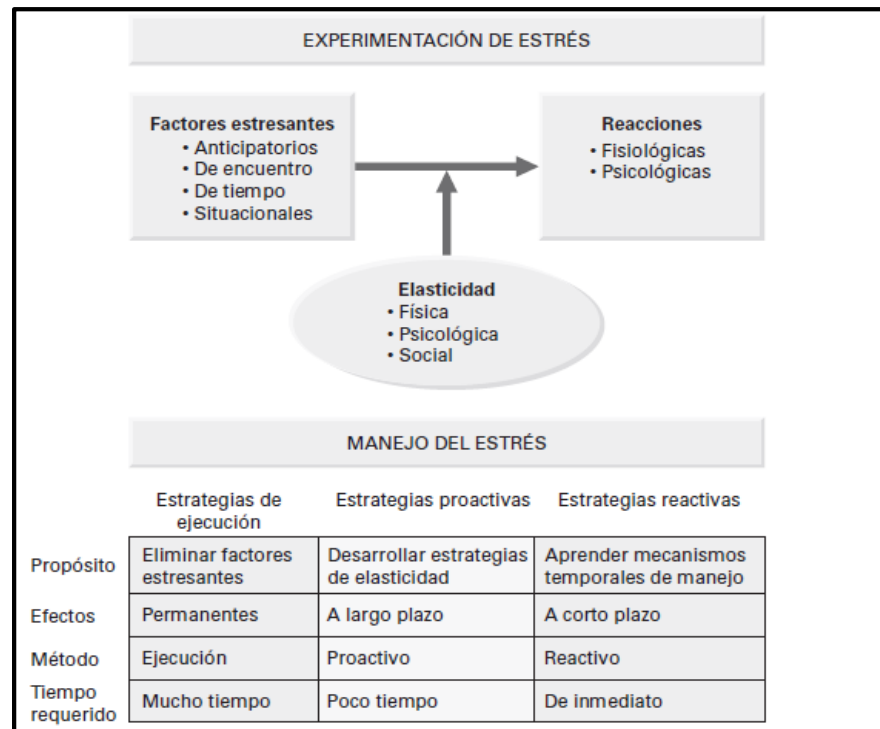 EXPERIMENTACIÓN DE ESTRÉS
Factores estresantes
• Anticipatorios
• De encuentro
• De tiempo
• Situacionales
Reacciones
• Fisiológicas
• Psicológicas
Elasticidad
• Física
• Psicológica
• Social
MANEJO DEL ESTRÉS
Estrategias de
ejecución
Estrategias proactivas
Estrategias reactivas
Propósito
Eliminar factores
estresantes
Desarrollar estrategias
de elasticidad
Aprender mecanismos
temporales de manejo
Efectos
Permanentes
A largo plazo
A corto plazo
Método
Ejecución
Proactivo
Reactivo
Tiempo
requerido
Mucho tiempo
Poco tiempo
De inmediato